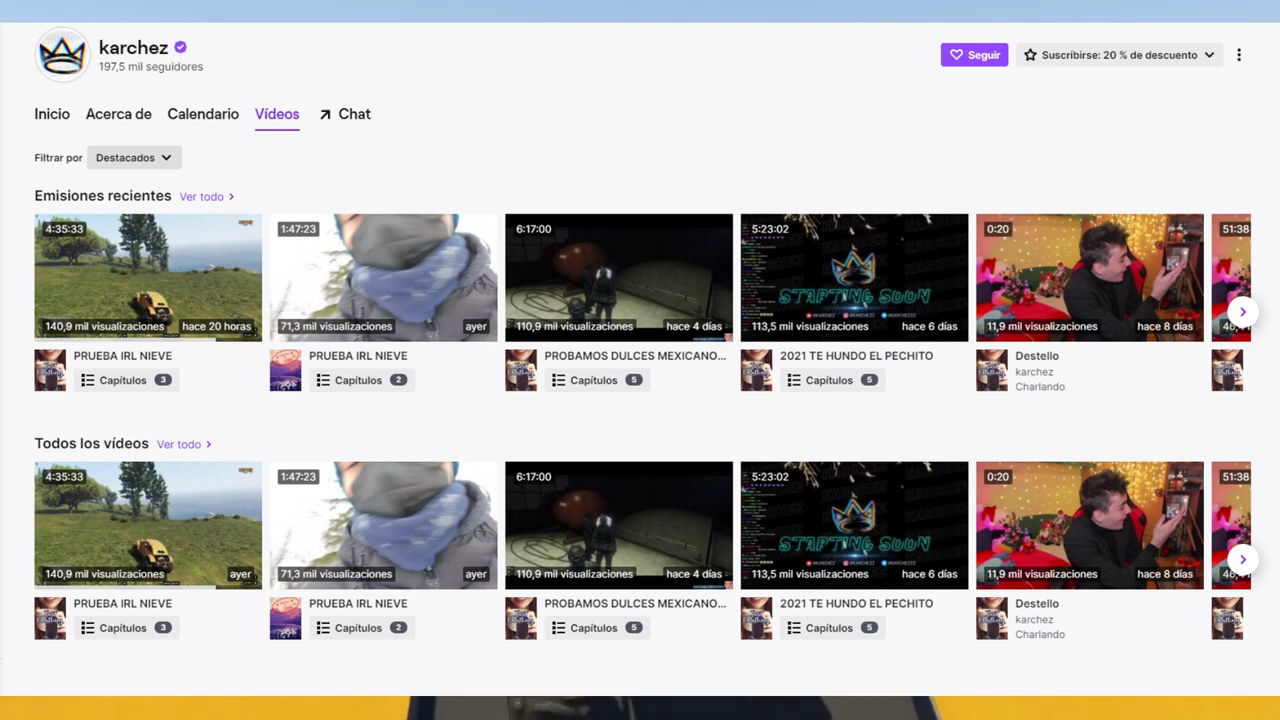 karchez
197,5 mil seguidores
Seguir
Suscribirse: 20 % de descuento
Inicio Acerca de Calendario Vídeos Chat
Filtrar por Destacados
Emisiones recientes Ver todo
4:35:33 1:47:23 6:17:00 5:23:02 0:20 51:38
STARTING SOON
140,9 mil visualizaciones hace 20 horas 71,3 mil visualizaciones ayer 110,9 mil visualizaciones hace 4 días 113,5 mil visualizaciones hace 6 días 11,9 mil visualizaciones hace 8 días
PRUEBA IRL NIEVE PRUEBA IRL NIEVE PROBAMOS DULCES MEXICANO... 2021 TE HUNDO EL PECHITO Destello
karchez
Capítulos 3 Capítulos 2 Capítulos 5 Capítulos 5 Charlando
Todos los vídeos Ver todo
4:35:33 1:47:23 6:17:00 5:23:02 0:20 51:38
STARTING SOON
140,9 mil visualizaciones ayer 71,3 mil visualizaciones ayer 110,9 mil visualizaciones hace 4 días 113,5 mil visualizaciones hace 6 días 11,9 mil visualizaciones hace 8 días
PRUEBA IRL NIEVE PRUEBA IRL NIEVE PROBAMOS DULCES MEXICANO... 2021 TE HUNDO EL PECHITO Destello
karchez
Capítulos 3 Capítulos 2 Capítulos 5 Capítulos 5 Charlando